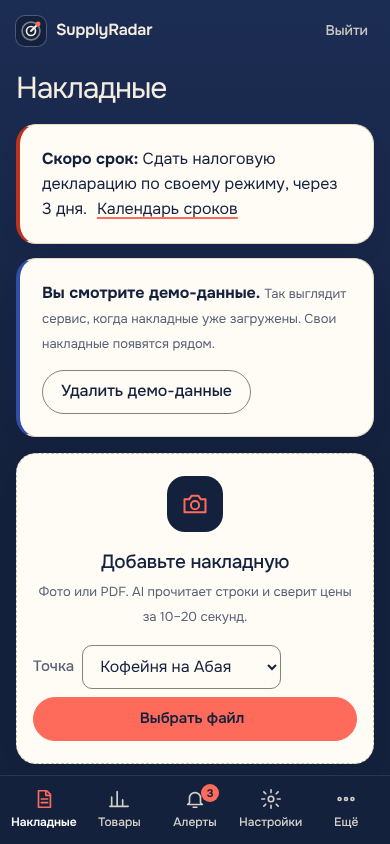 SupplyRadar
Выйти
Накладные
Скоро срок: Сдать налоговую
декларацию по своему режиму, через
3 дня. Календарь сроков
Вы смотрите демо-данные. Так выглядит
сервис, когда накладные уже загружены. Свои
накладные появятся рядом.
Удалить демо-данные
Добавьте накладную
Фото или PDF. AI прочитает строки и сверит цены
за 10–20 секунд.
Точка
Кофейня на Абая
Выбрать файл
3
Накладные
Товары
Алерты
Настройки
Ещё